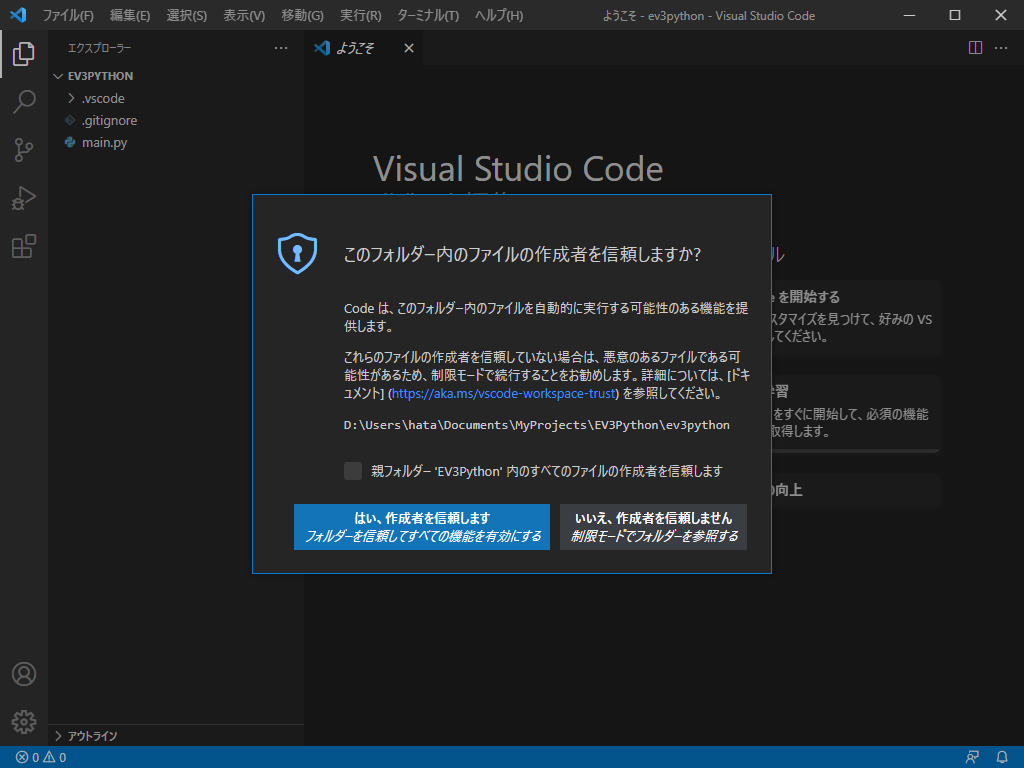 ファイル(F) 編集(E) 選択(S) 表示(V) 移動(G) 実行(R) ターミナル(T) ヘルプ(H) ようこそ - ev3python - Visual Studio Code
エクスプローラー
EV3PYTHON
.vscode
.gitignore
main.py
アウトライン
ようこそ
Visual Studio Code
ル
を開始する
スタマイズを見つけて、好みの VS
てください。
学習
をすぐに開始して、必須の機能
取得します。
の向上
このフォルダー内のファイルの作成者を信頼しますか?
Code は、このフォルダー内のファイルを自動的に実行する可能性のある機能を提
供します。
これらのファイルの作成者を信頼していない場合は、悪意のあるファイルである可
能性があるため、制限モードで続行することをお勧めします。詳細については、[ドキ
ュメント] (https://aka.ms/vscode-workspace-trust) を参照してください。
D:\Users\hata\Documents\MyProjects\EV3Python\ev3python
親フォルダー 'EV3Python' 内のすべてのファイルの作成者を信頼します
はい、作成者を信頼します
フォルダーを信頼してすべての機能を有効にする
いいえ、作成者を信頼しません
制限モードでフォルダーを参照する
0 0